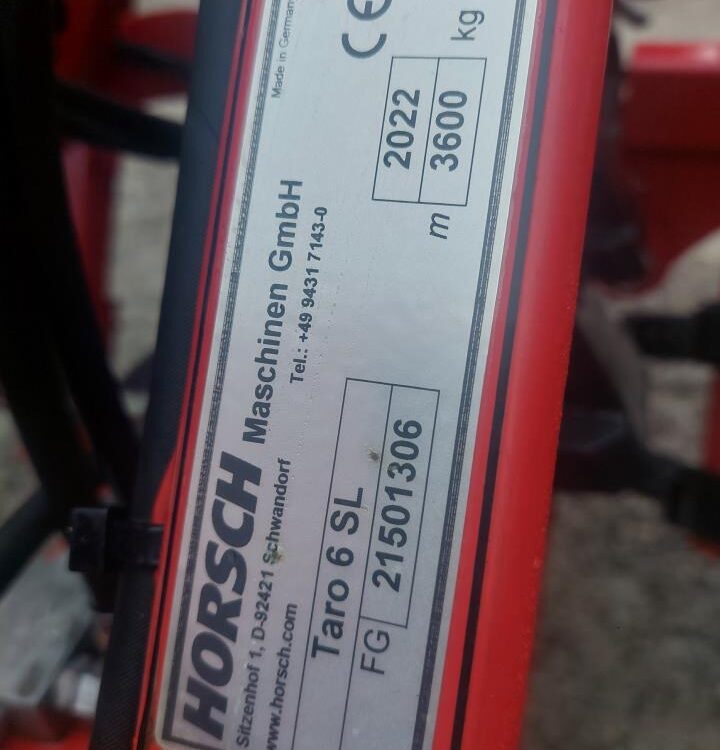 HORSCH Maschinen GmbH
Sitzenhof 1, D-92421 Schwandorf Tel.: +49 9431 7143-0 Made in German
www.horsch.com
CE
Taro 6 SL
2022
FG 21501306
m 3600 kg